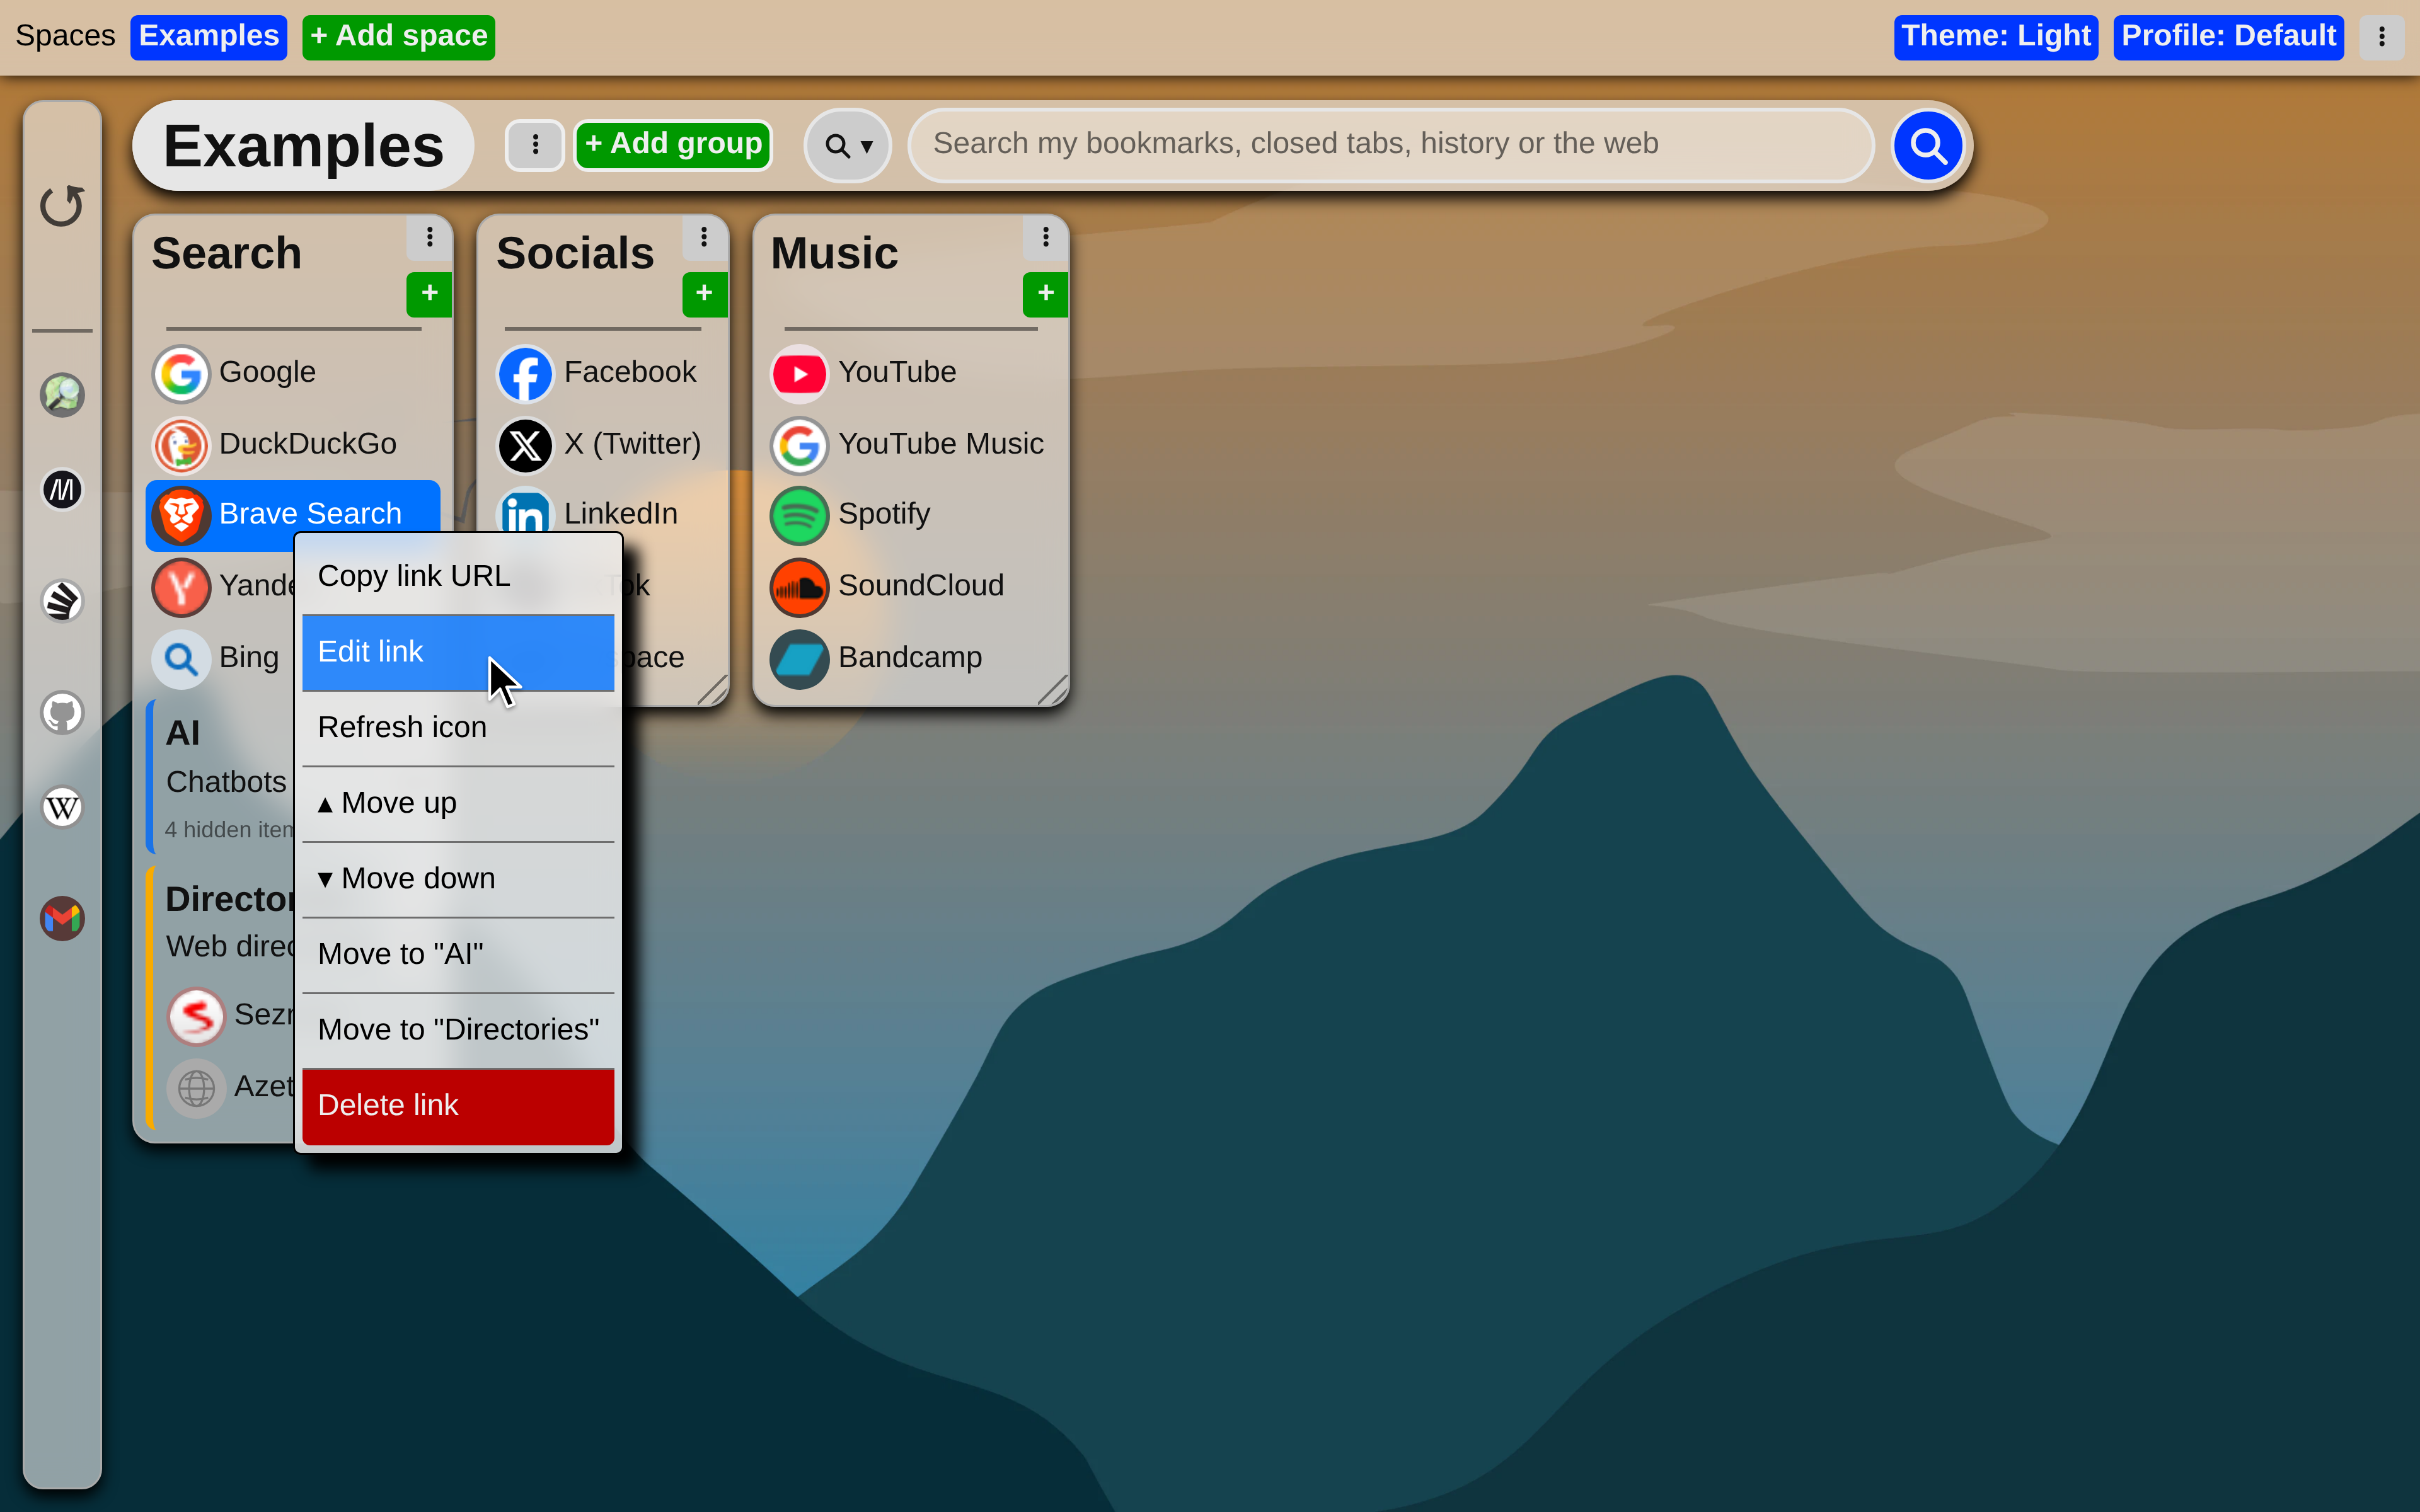 Spaces Examples + Add space Theme: Light Profile: Default
Examples + Add group Search my bookmarks, closed tabs, history or the web
Search
+
Google
DuckDuckGo
Brave Search
Bing
AI
Chatbots
4 hidden
Web
Socials
+
Facebook
X (Twitter)
LinkedIn
Music
+
YouTube
YouTube Music
Spotify
SoundCloud
Bandcamp
Copy link URL
Edit link
Refresh icon
▲ Move up
▼ Move down
Move to "AI"
Move to "Directories"
Delete link